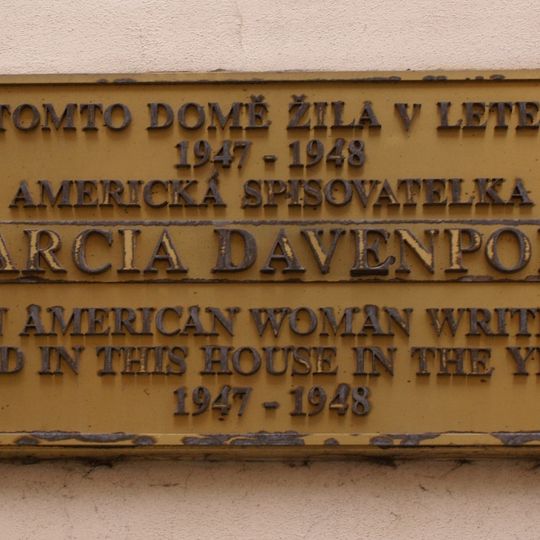 TOMTO DOMĚ ŽILA V LETE
1947 - 1948
AMERICKÁ SPISOVATELKA
ARCIA DAVENPO
AMERICAN WOMAN WRIT
D IN THIS HOUSE IN THE Y
1947 - 1948